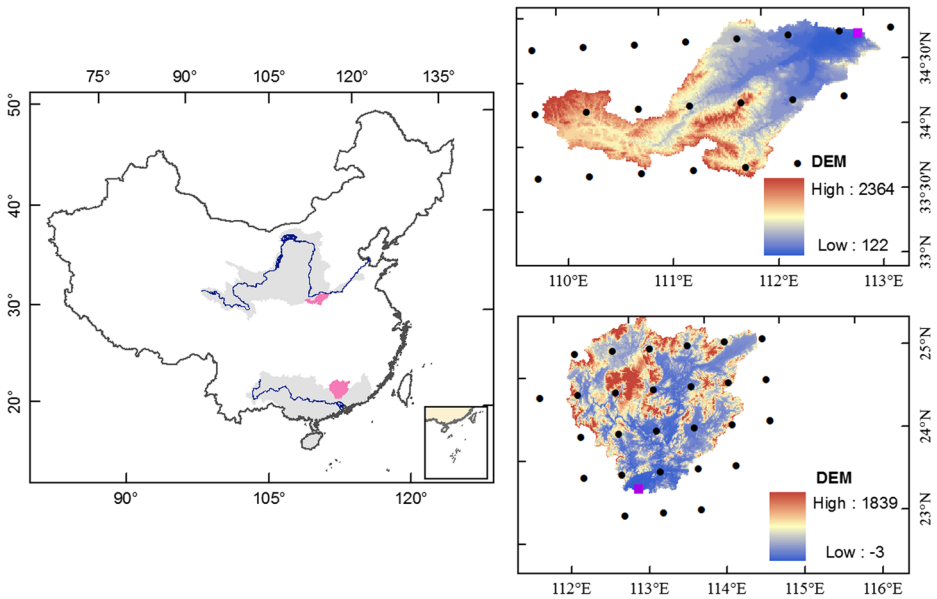 75°
90°
105°
120°
135°
50°
40°
30°
20°
90°
105°
120°
34°30'N
34°N
33°30'N
33°N
DEM
High : 2364
Low : 122
110°E
111°E
112°E
113°E
25°N
24°N
23°N
DEM
High : 1839
Low : -3
112°E
113°E
114°E
115°E
116°E